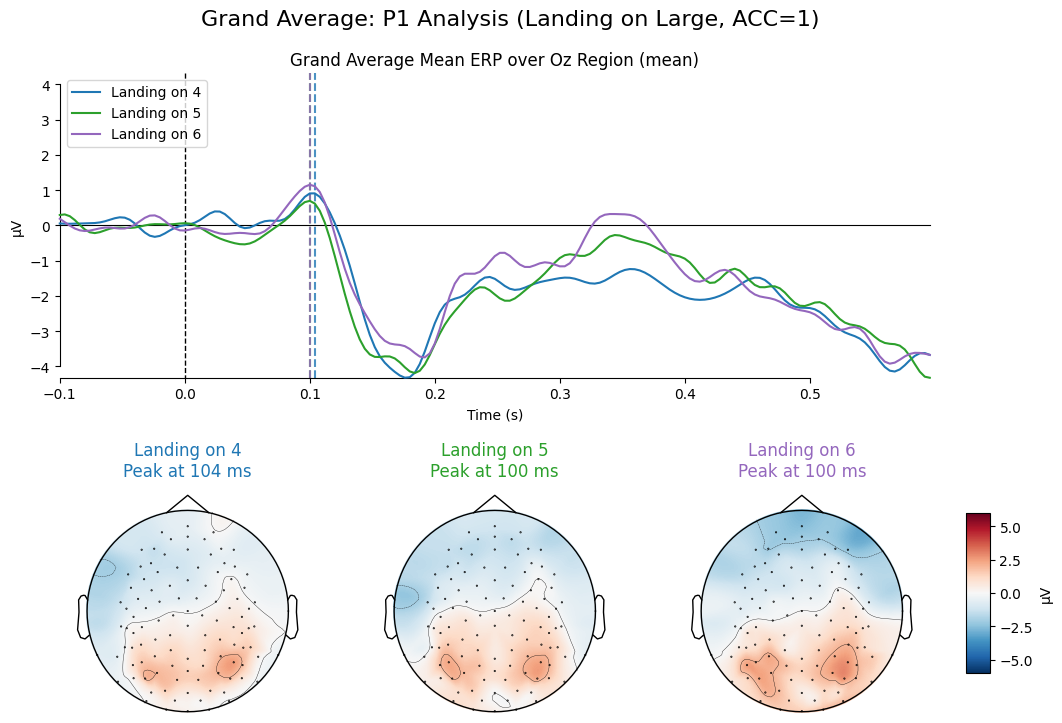 Grand Average: P1 Analysis (Landing on Large, ACC=1)
Grand Average Mean ERP over Oz Region (mean)
Landing on 4
Landing on 5
Landing on 6
4
3
2
1
0
−1
−2
−3
−4
µV
−0.1
0.0
0.1
0.2
0.3
0.4
0.5
Time (s)
Landing on 4
Peak at 104 ms
Landing on 5
Peak at 100 ms
Landing on 6
Peak at 100 ms
5.0
2.5
0.0
−2.5
−5.0
µV